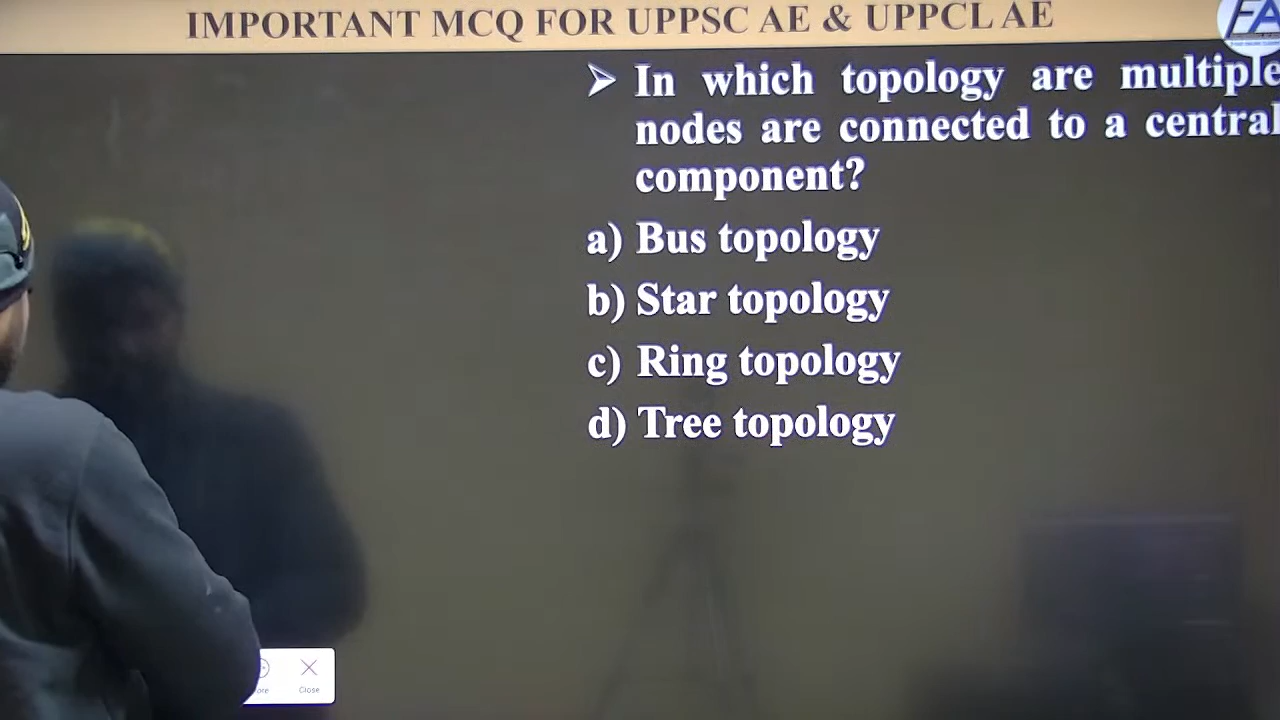 IMPORTANT MCQ FOR UPPSC AE & UPPCL AE
EA
➢ In which topology are multiple
nodes are connected to a central
component?
a) Bus topology
b) Star topology
c) Ring topology
d) Tree topology
Close